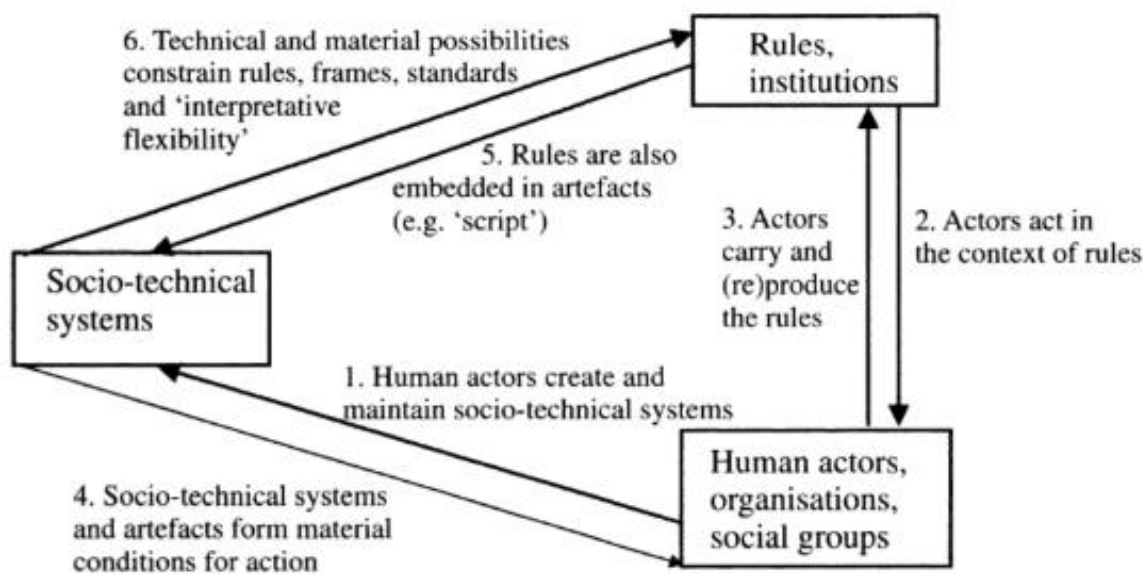 6. Technical and material possibilities
constrain rules, frames, standards
and ‘interpretative
flexibility’
Rules,
institutions
5. Rules are also
embedded in artefacts
(e.g. ‘script’)
3. Actors
carry and
(re)produce
the rules
2. Actors act in
the context of rules
Socio-technical
systems
1. Human actors create and
maintain socio-technical systems
4. Socio-technical systems
and artefacts form material
conditions for action
Human actors,
organisations,
social groups